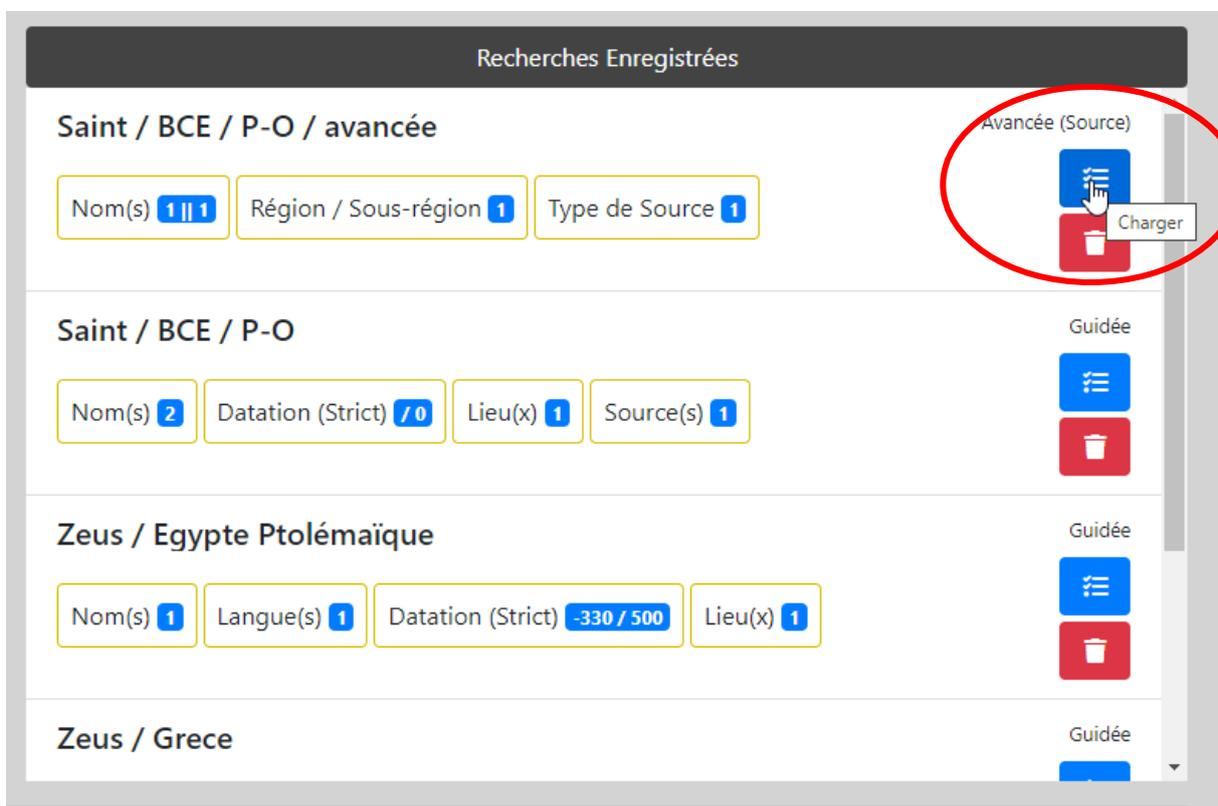 Recherches Enregistrées
Saint / BCE / P-O / avancée
Avancée (Source)
Nom(s) 1 || 1 Région / Sous-région 1 Type de Source 1
Charger
Saint / BCE / P-O
Guidée
Nom(s) 2 Datation (Strict) / 0 Lieu(x) 1 Source(s) 1
Zeus / Egypte Ptolémaïque
Guidée
Nom(s) 1 Langue(s) 1 Datation (Strict) -330 / 500 Lieu(x) 1
Zeus / Grece
Guidée